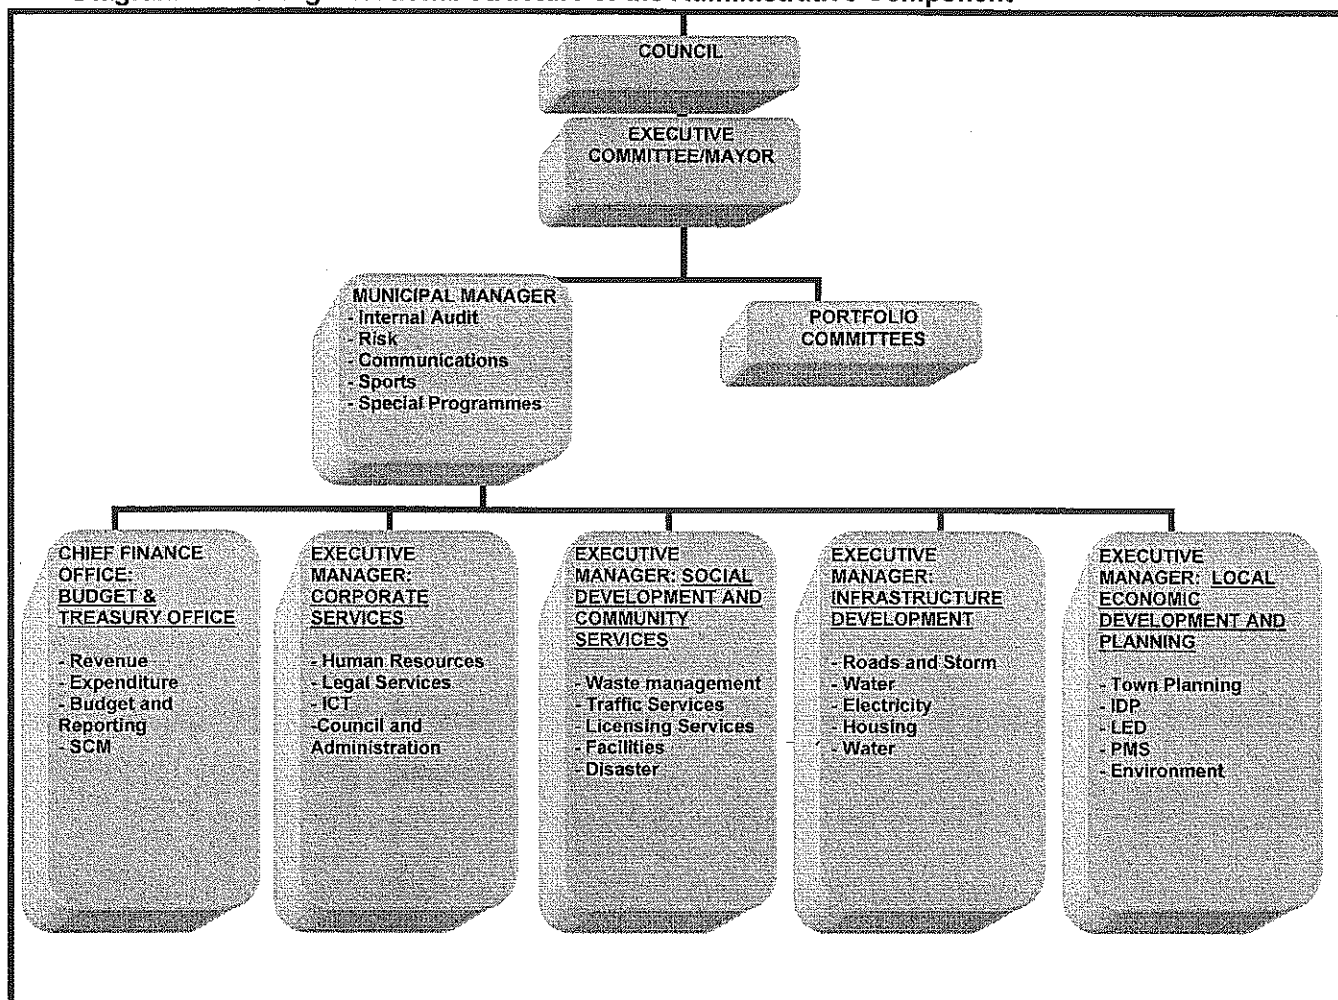 COUNCIL
EXECUTIVE
COMMITTEE/MAYOR
MUNICIPAL MANAGER
- Internal Audit
- Risk
- Communications
- Sports
- Special Programmes
PORTFOLIO
COMMITTEES
CHIEF FINANCE
OFFICE:
BUDGET &
TREASURY OFFICE
- Revenue
- Expenditure
- Budget and
Reporting
- SCM
EXECUTIVE
MANAGER:
CORPORATE
SERVICES
- Human Resources
- Legal Services
- ICT
-Council and
Administration
EXECUTIVE
MANAGER: SOCIAL
DEVELOPMENT AND
COMMUNITY
SERVICES
- Waste management
- Traffic Services
- Licensing Services
- Facilities
- Disaster
EXECUTIVE
MANAGER:
INFRASTRUCTURE
DEVELOPMENT
- Roads and Storm
- Water
- Electricity
- Housing
- Water
EXECUTIVE
MANAGER: LOCAL
ECONOMIC
DEVELOPMENT AND
PLANNING
- Town Planning
- IDP
- LED
- PMS
- Environment